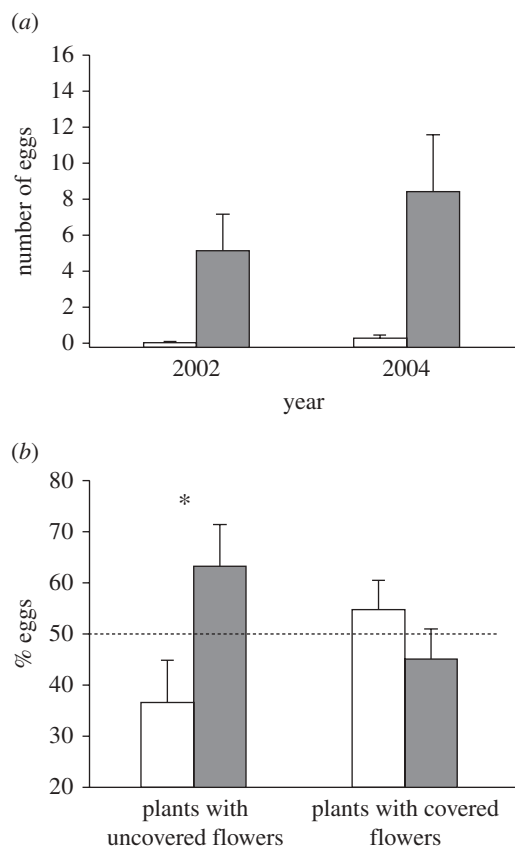 (a)
16
14
12
10
8
6
4
2
0
number of eggs
2002 2004
year
(b)
80
70
60
50
40
30
20
% eggs
*
plants with plants with covered
uncovered flowers flowers